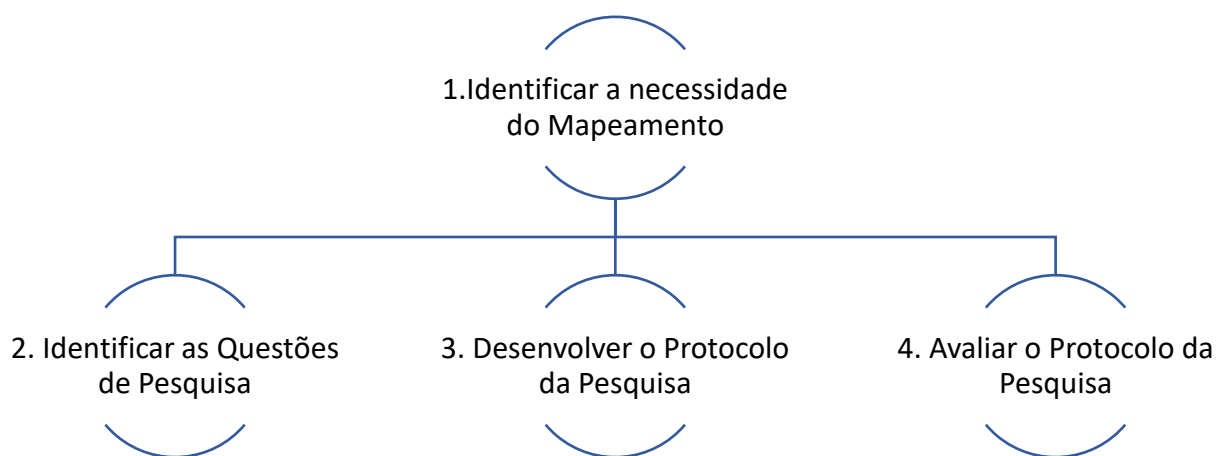 1.Identificar a necessidade
do Mapeamento
2. Identificar as Questões
de Pesquisa
3. Desenvolver o Protocolo
da Pesquisa
4. Avaliar o Protocolo da
Pesquisa